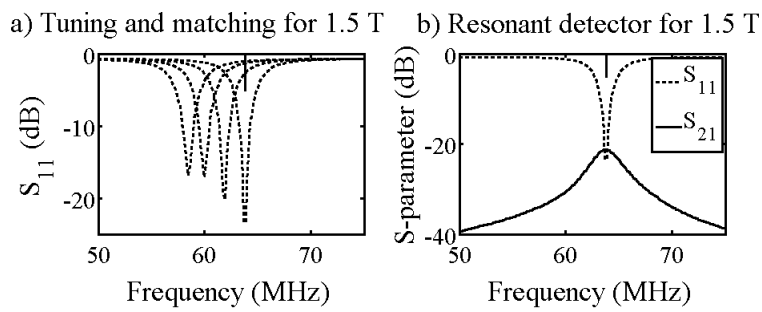 a) Tuning and matching for 1.5 T
0
-10
-20
S11 (dB)
50
60
70
Frequency (MHz)
b) Resonant detector for 1.5 T
0
-20
-40
S-parameter (dB)
S11
S21
50
60
70
Frequency (MHz)